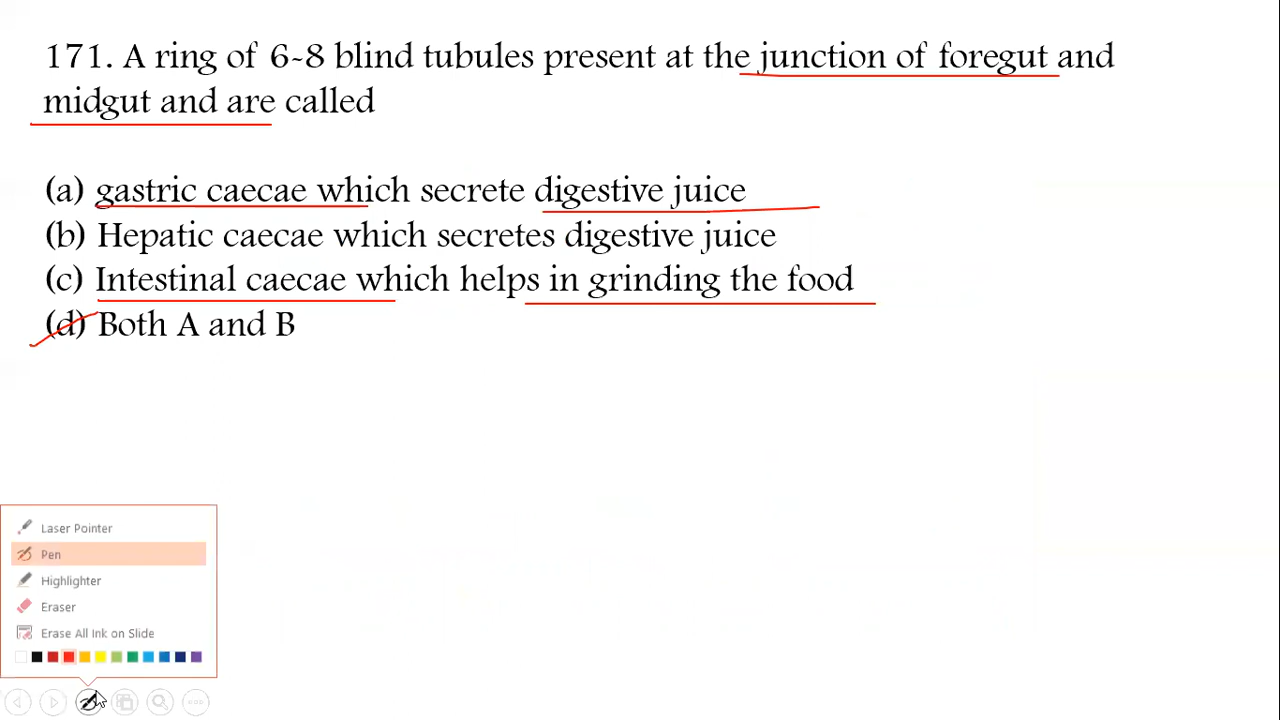 171. A ring of 6-8 blind tubules present at the junction of foregut and
midgut and are called
(a) gastric caecae which secrete digestive juice
(b) Hepatic caecae which secretes digestive juice
(c) Intestinal caecae which helps in grinding the food
(d) Both A and B
Laser Pointer
Pen
Highlighter
Eraser
Erase All Ink on Slide